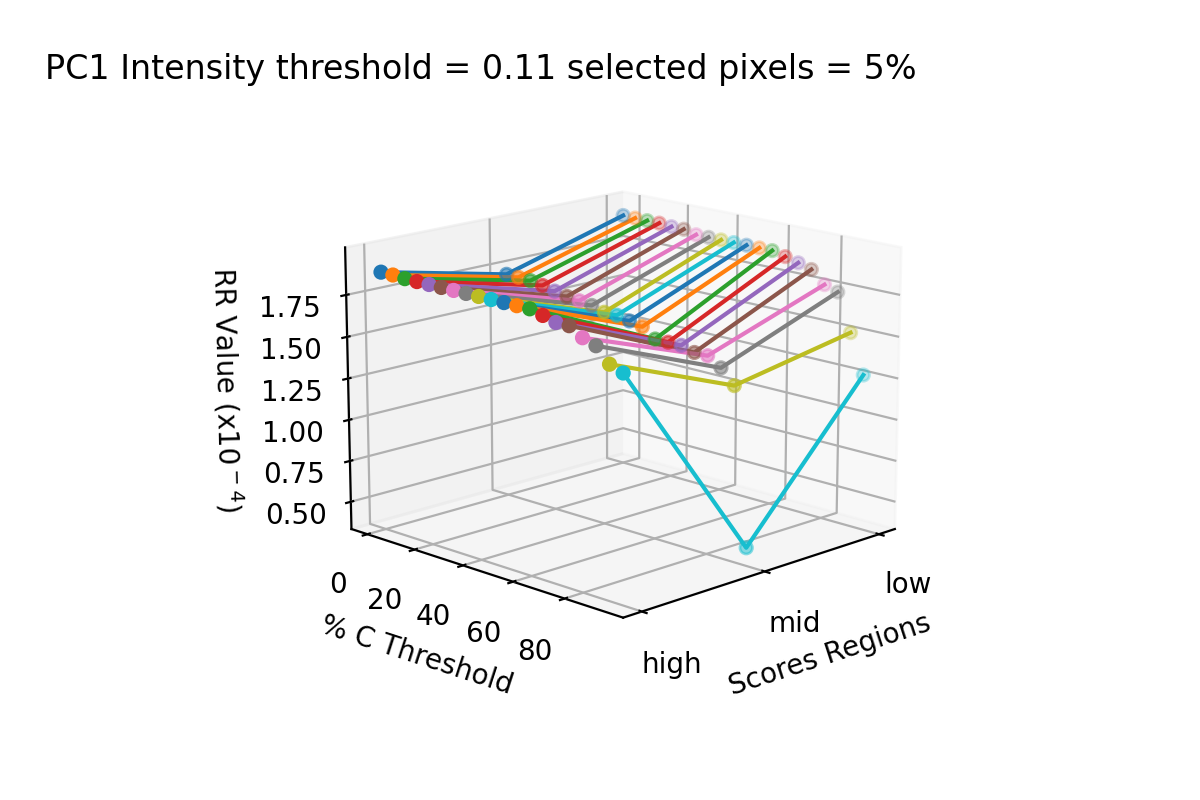 PC1 Intensity threshold = 0.11 selected pixels = 5%
RR Value (x10⁻⁴)
1.75
1.50
1.25
1.00
0.75
0.50
0
20
40
60
80
% C Threshold
high
mid
low
Scores Regions